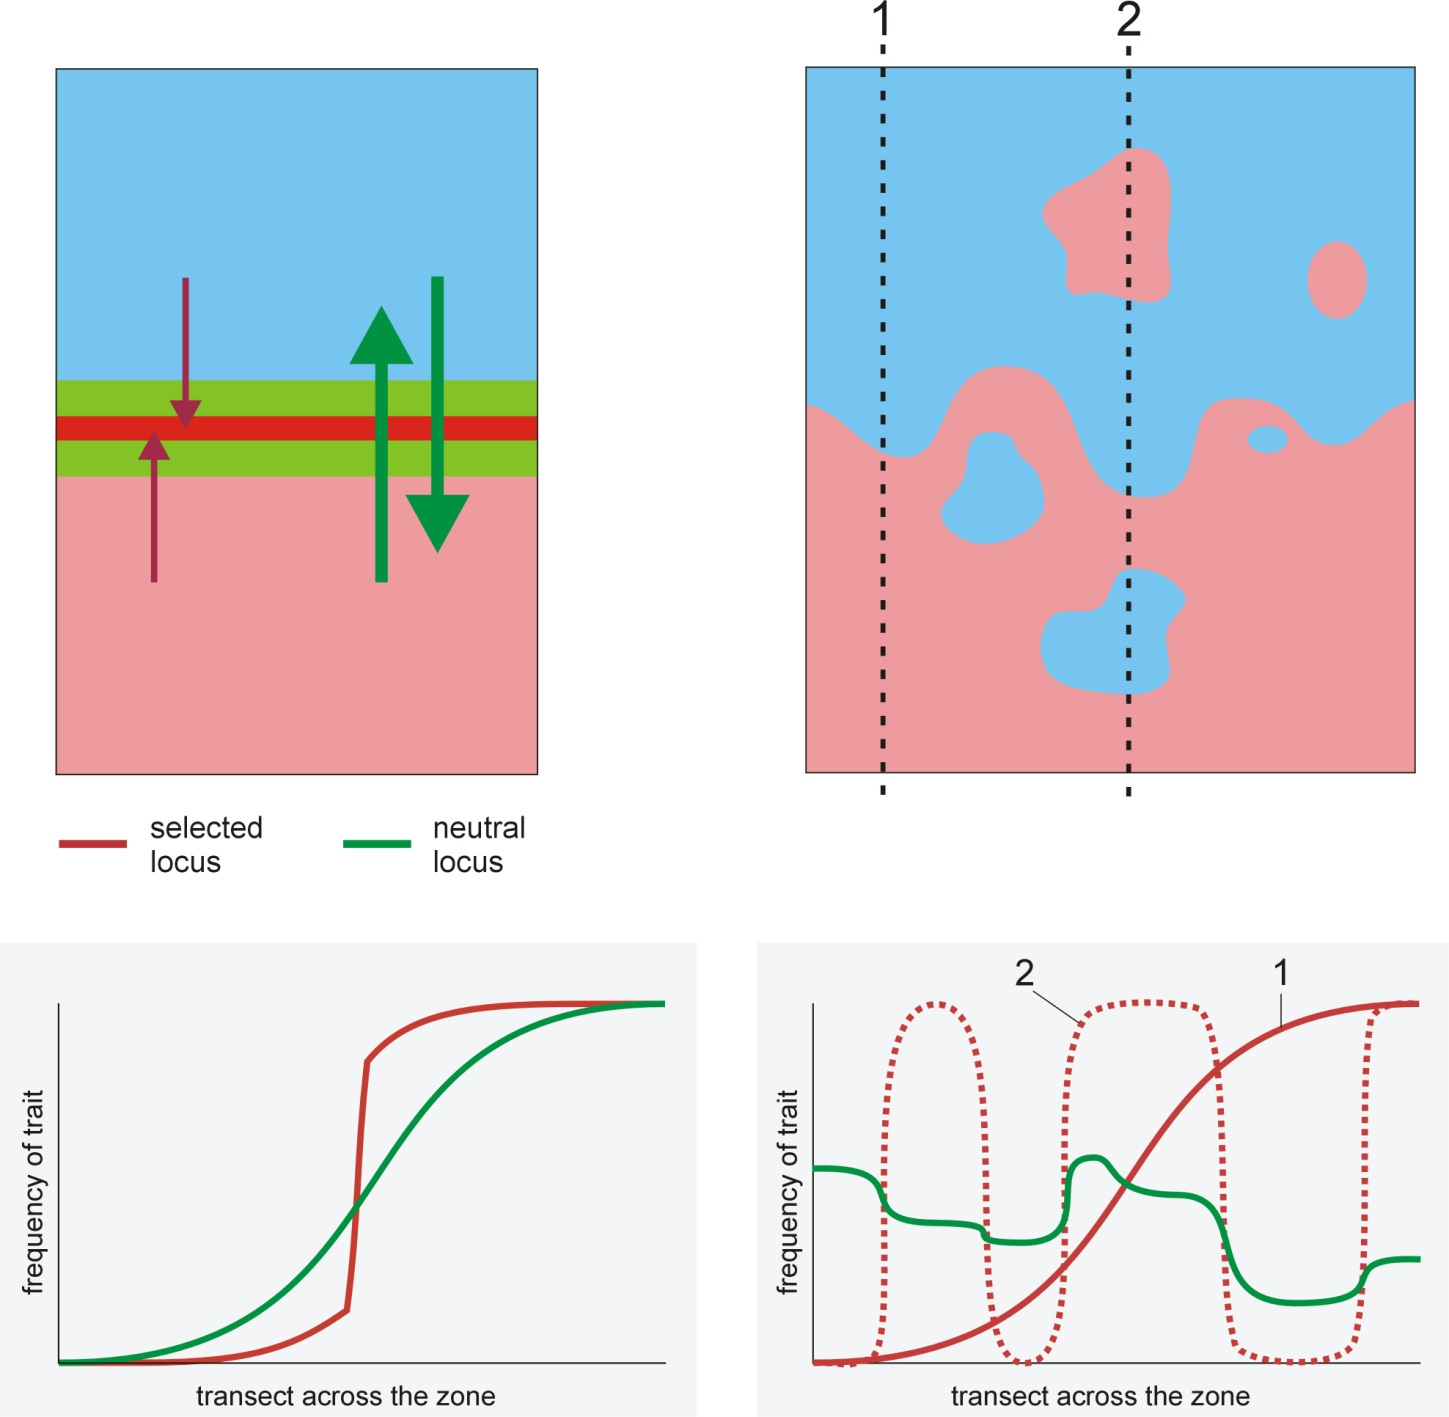 1
2
selected
locus
neutral
locus
frequency of trait
transect across the zone
2
1
frequency of trait
transect across the zone